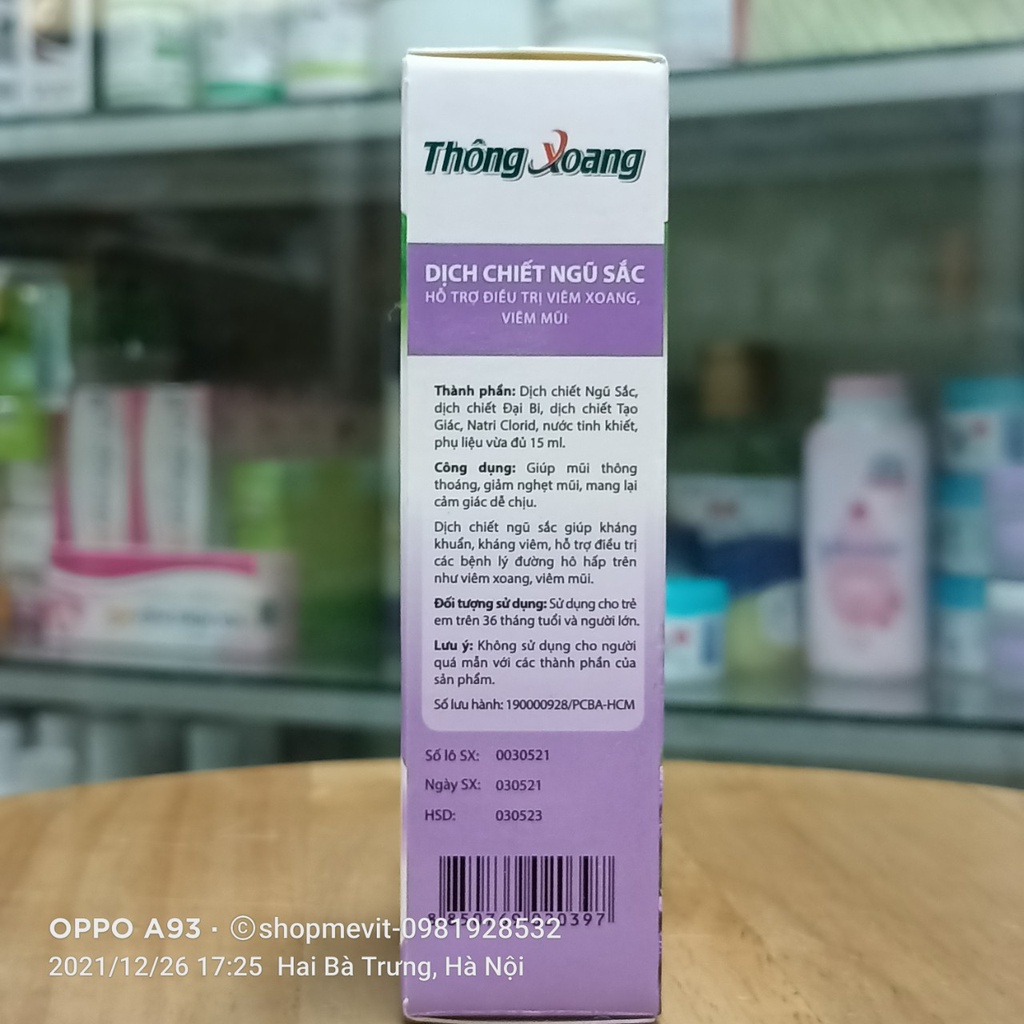 Thông Xoang
DỊCH CHIẾT NGŨ SẮC
HỖ TRỢ ĐIỀU TRỊ VIÊM XOANG,
VIÊM MŨI
Thành phần: Dịch chiết Ngũ Sắc,
dịch chiết Đại Bi, dịch chiết Tạo
Giác, Natri Clorid, nước tinh khiết,
phụ liệu vừa đủ 15 ml.
Công dụng: Giúp mũi thông
thoáng, giảm nghẹt mũi, mang lại
cảm giác dễ chịu.
Dịch chiết ngũ sắc giúp kháng
khuẩn, kháng viêm, hỗ trợ điều trị
các bệnh lý đường hô hấp trên
như viêm xoang, viêm mũi.
Đối tượng sử dụng: Sử dụng cho trẻ
em trên 36 tháng tuổi và người lớn.
Lưu ý: Không sử dụng cho người
quá mẫn với các thành phần của
sản phẩm.
Số lưu hành: 190000928/PCBA-HCM
Số lô SX: 0030521
Ngày SX: 030521
HSD: 030523
OPPO A93 · ©shopmevit-0981928532
2021/12/26 17:25 Hai Bà Trưng, Hà Nội